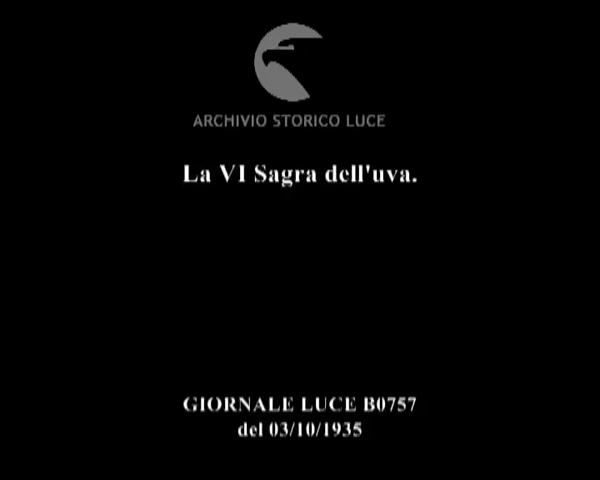 ARCHIVIO STORICO LUCE
La VI Sagra dell'uva.
GIORNALE LUCE B0757
del 03/10/1935